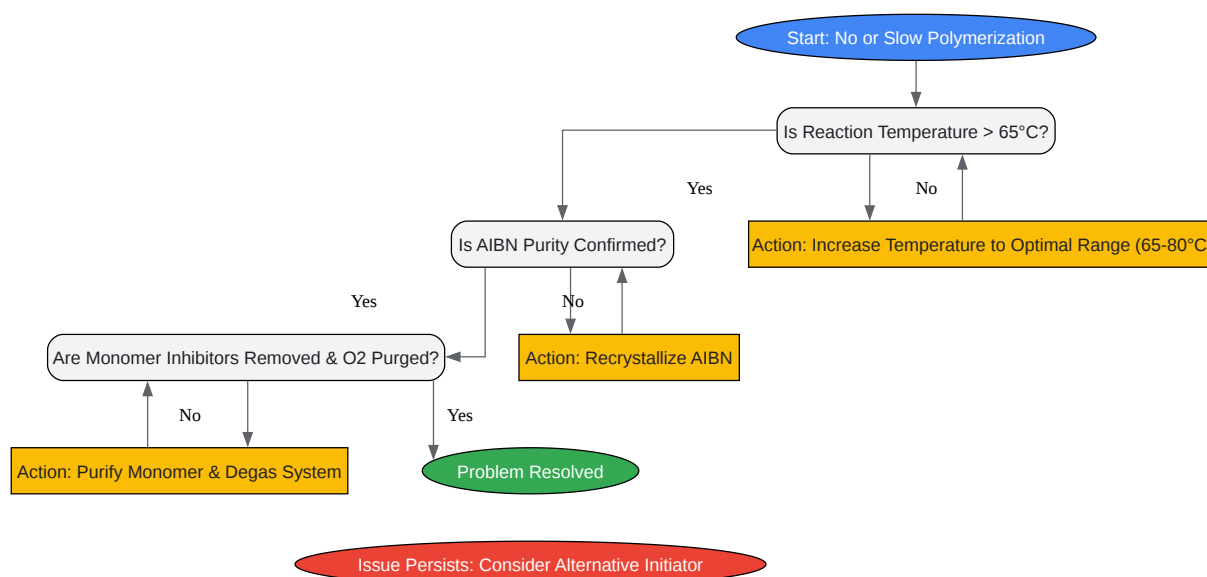 Start: No or Slow Polymerization
Is Reaction Temperature > 65°C?
Yes
No
Is AIBN Purity Confirmed?
Action: Increase Temperature to Optimal Range (65-80°C
Yes
No
Are Monomer Inhibitors Removed & O2 Purged?
Action: Recrystallize AIBN
No
Yes
Action: Purify Monomer & Degas System
Problem Resolved
Issue Persists: Consider Alternative Initiator